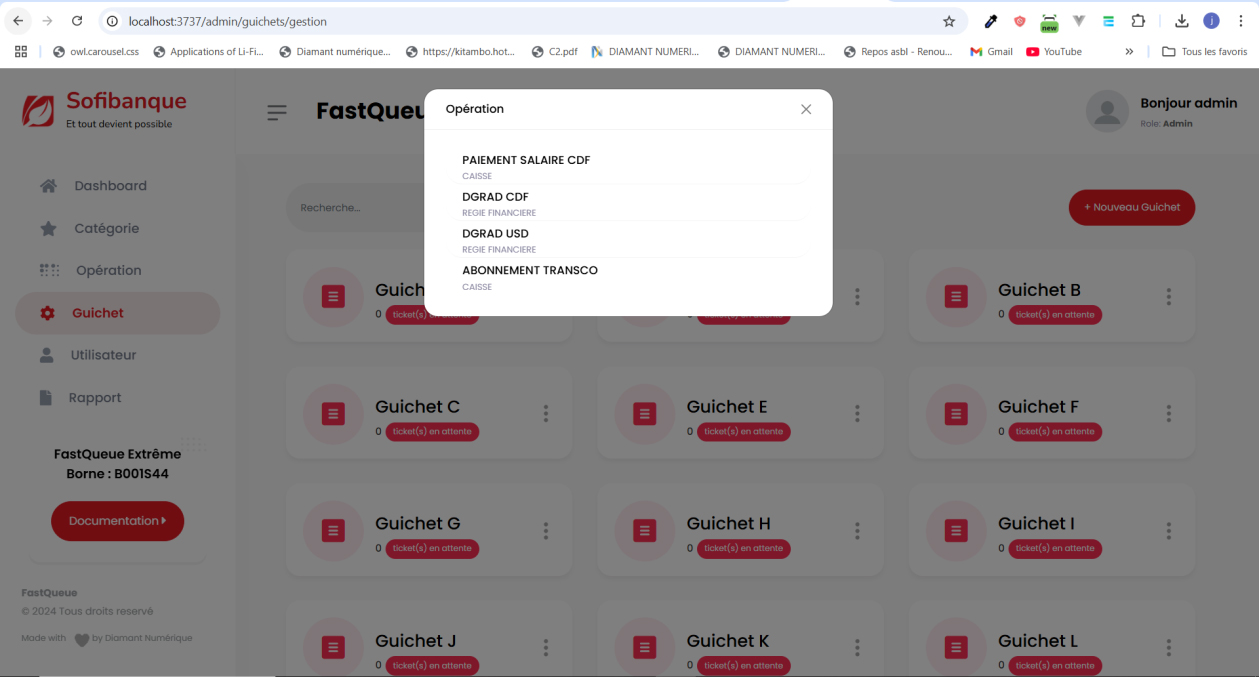 localhost:3737/admin/guichets/gestion
new
j
owl.carousel.css
Applications of Li-Fi...
Diamant numérique...
https://kitambo.hot...
C2.pdf
DIAMANT NUMERI...
DIAMANT NUMERI...
Repos asbl - Renou...
Gmail
YouTube
»
Tous les favoris
Sofibanque
Et tout devient possible
FastQueu
Bonjour admin
Role: Admin
Opération
PAIEMENT SALAIRE CDF
CAISSE
DGRAD CDF
REGIE FINANCIERE
DGRAD USD
REGIE FINANCIERE
ABONNEMENT TRANSCO
CAISSE
Dashboard
Catégorie
Opération
Guichet
Utilisateur
Rapport
FastQueue Extrême
Borne : B001S44
Documentation
FastQueue
© 2024 Tous droits reservé
Made with by Diamant Numérique
Recherche...
+ Nouveau Guichet
Guich
0 ticket(s) en attente
Guichet B
0 ticket(s) en attente
Guichet C
0 ticket(s) en attente
Guichet E
0 ticket(s) en attente
Guichet F
0 ticket(s) en attente
Guichet G
0 ticket(s) en attente
Guichet H
0 ticket(s) en attente
Guichet I
0 ticket(s) en attente
Guichet J
0 ticket(s) en attente
Guichet K
0 ticket(s) en attente
Guichet L
0 ticket(s) en attente